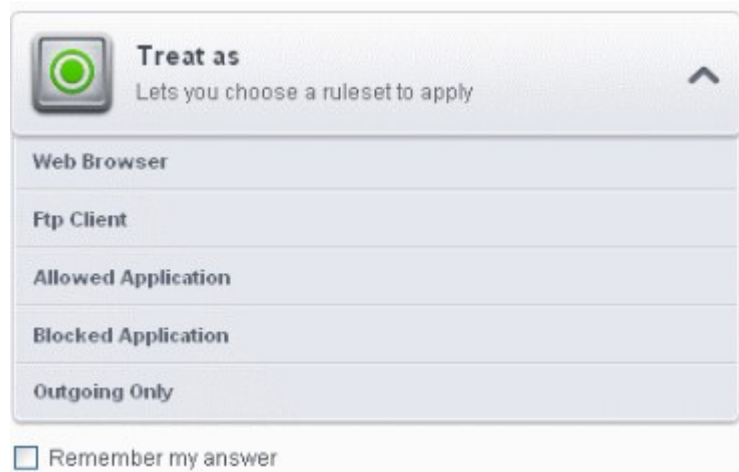 Treat as
Lets you choose a ruleset to apply
Web Browser
Ftp Client
Allowed Application
Blocked Application
Outgoing Only
Remember my answer